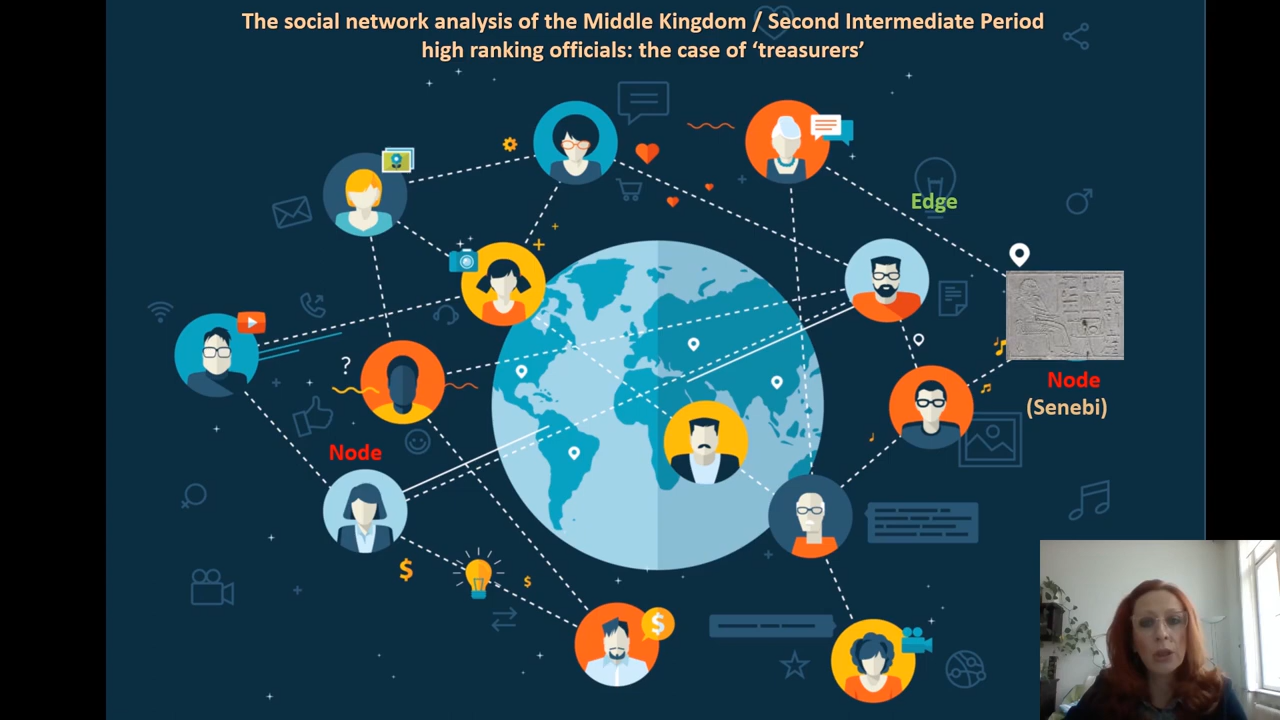 The social network analysis of the Middle Kingdom / Second Intermediate Period
high ranking officials: the case of ‘treasurers’
Edge
Node
(Senebi)
?
Node
$
$
$